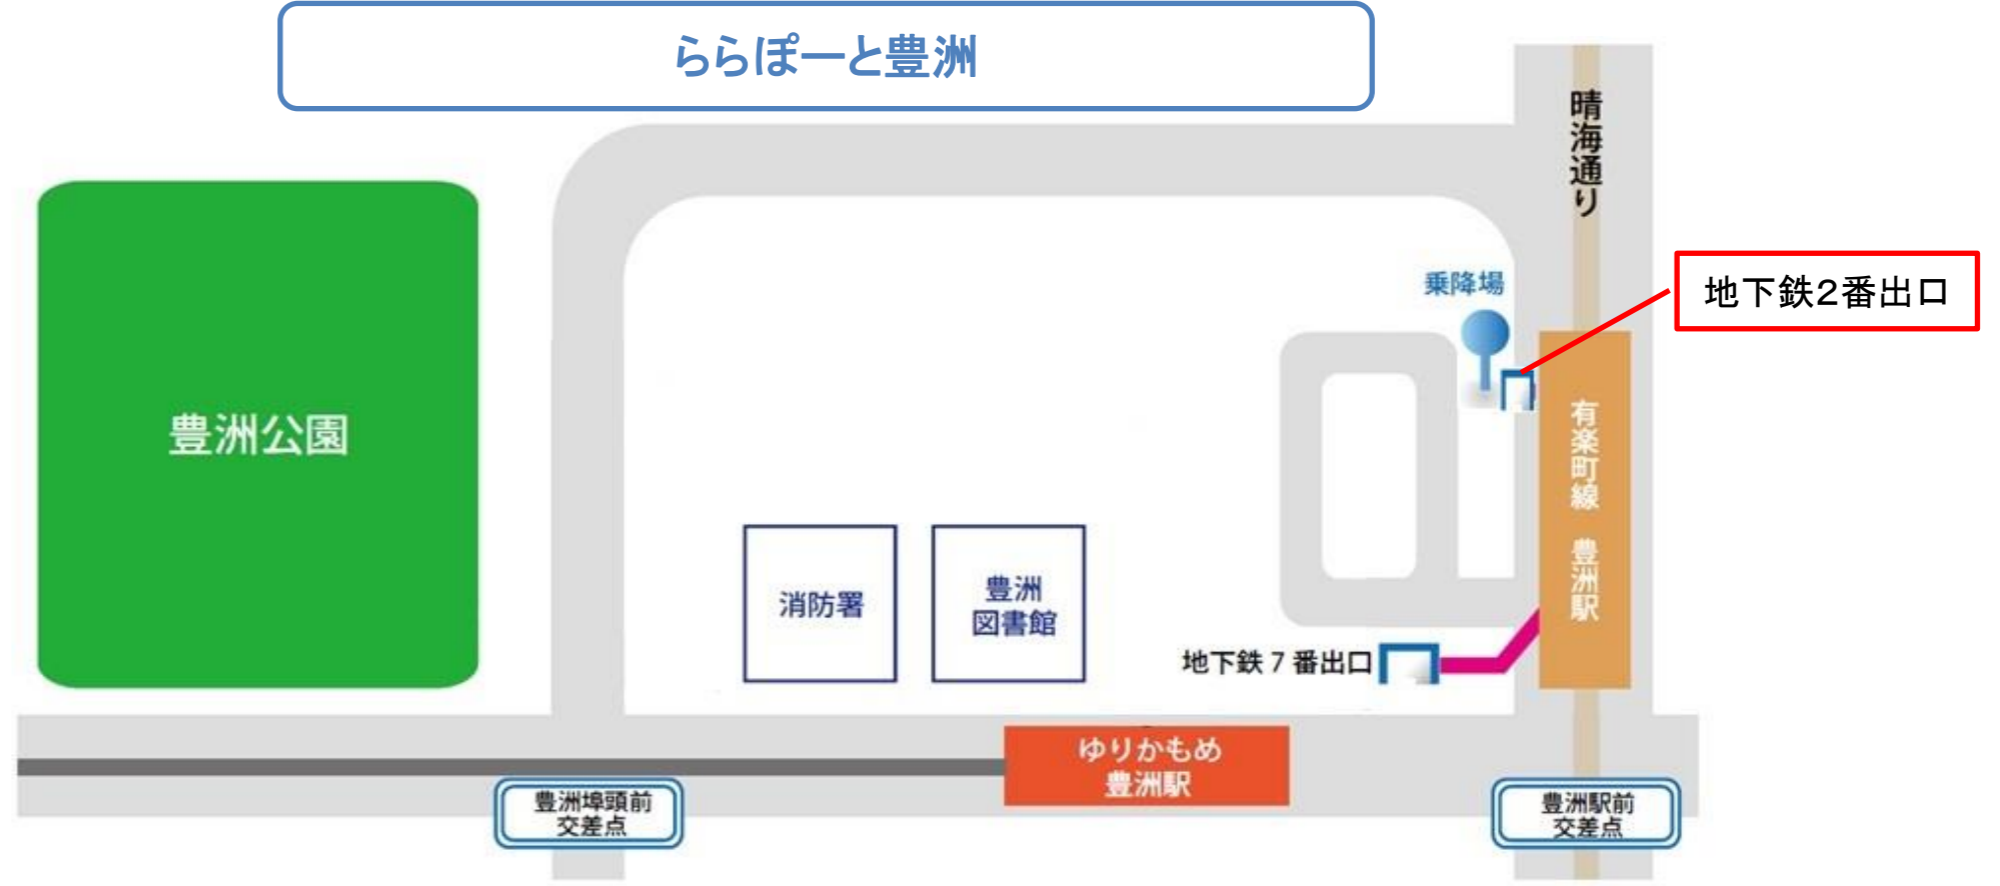 ららぽーと豊洲
晴海通り
乗降場
地下鉄2番出口
豊洲公園
有楽町線 豊洲駅
消防署
豊洲
図書館
地下鉄7番出口
ゆりかもめ
豊洲駅
豊洲埠頭前
交差点
豊洲駅前
交差点